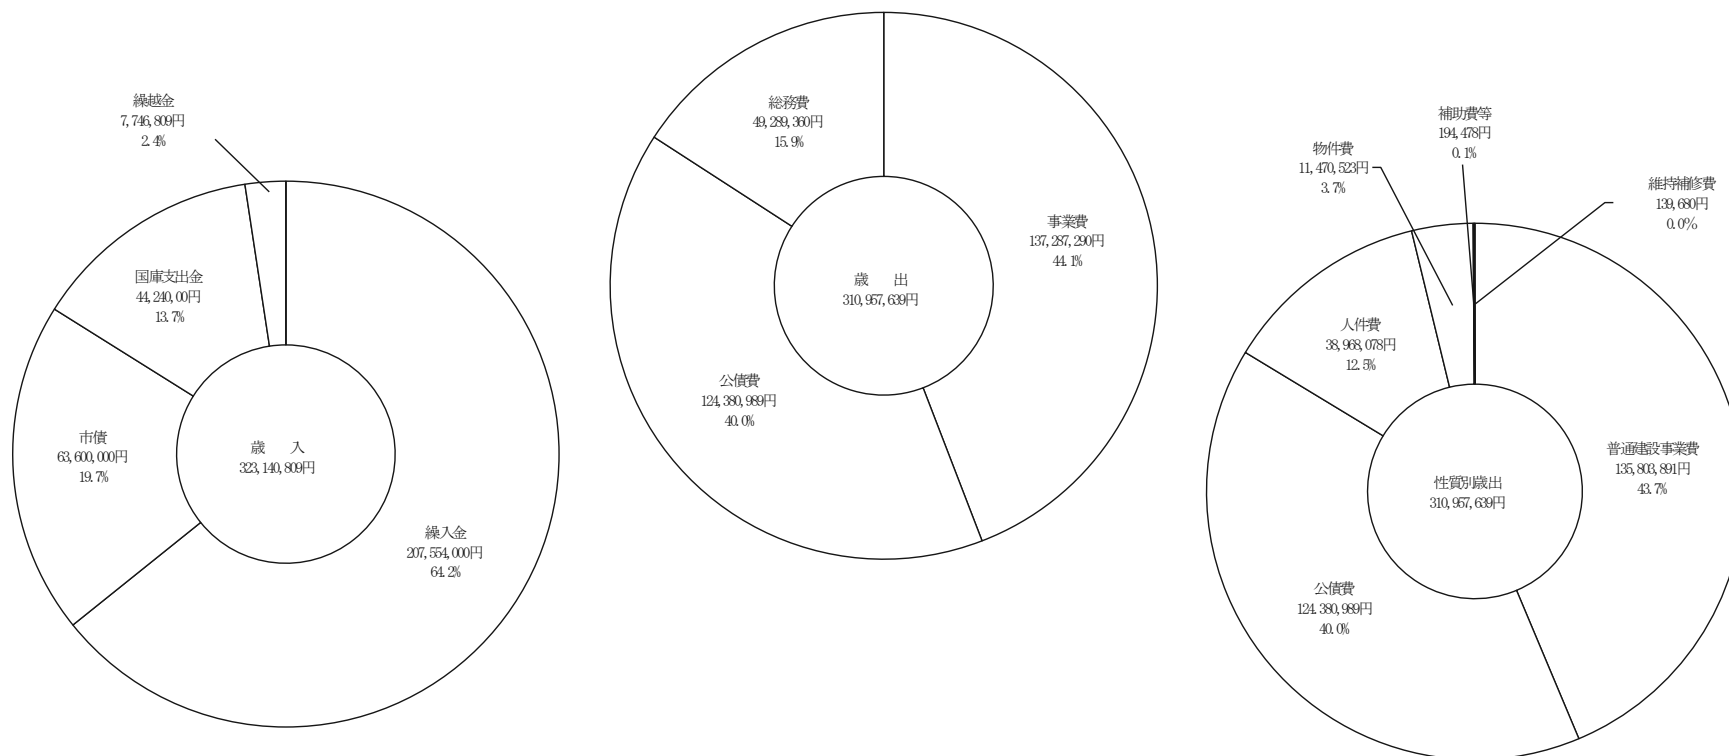 繰越金
7,746,809円
2.4%
国庫支出金
44,240,00円
13.7%
市債
63,600,000円
19.7%
歳 入
323,140,809円
繰入金
207,554,000円
64.2%
総務費
49,289,360円
15.9%
事業費
137,287,290円
44.1%
歳 出
310,957,639円
公債費
124,380,989円
40.0%
補助費等
194,478円
0.1%
物件費
11,470,523円
3.7%
維持補修費
139,680円
0.0%
人件費
38,968,078円
12.5%
普通建設事業費
135,803,891円
43.7%
性質別歳出
310,957,639円
公債費
124.380,989円
40.0%